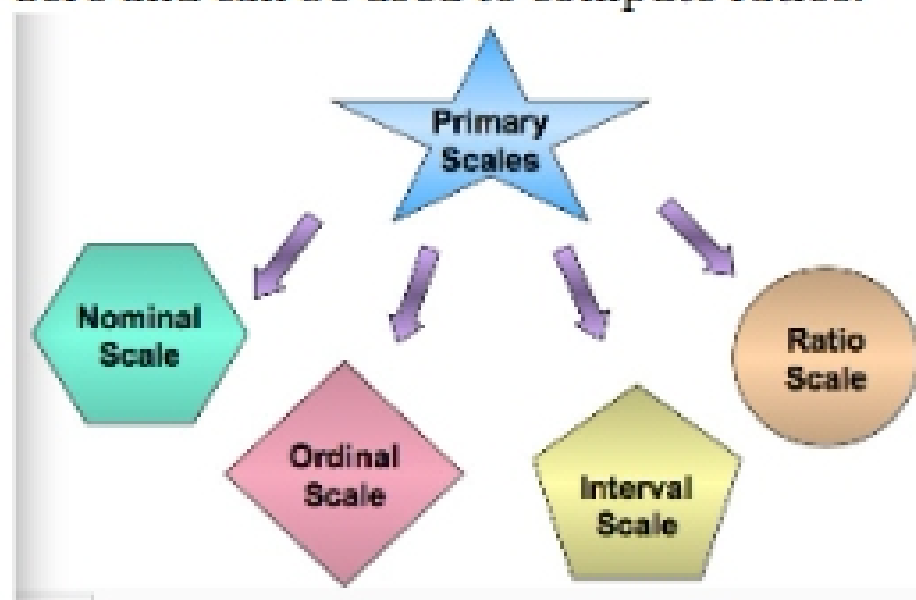 Primary
Scales
Nominal
Scale
Ratio
Scale
Ordinal
Scale
Interval
Scale